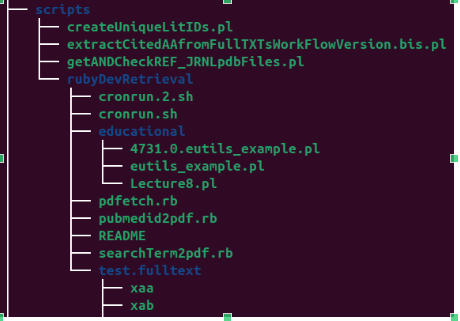 scripts
createUniqueLitIDs.pl
extractCitedAAfromFullTXTsWorkFlowVersion.bis.pl
getANDCheckREF_JRNLpdbFiles.pl
rubyDevRetrieval
cronrun.2.sh
cronrun.sh
educational
4731.0.eutils_example.pl
eutils_example.pl
Lecture8.pl
pdfetch.rb
pubmedid2pdf.rb
README
searchTerm2pdf.rb
test.fulltext
xaa
xab